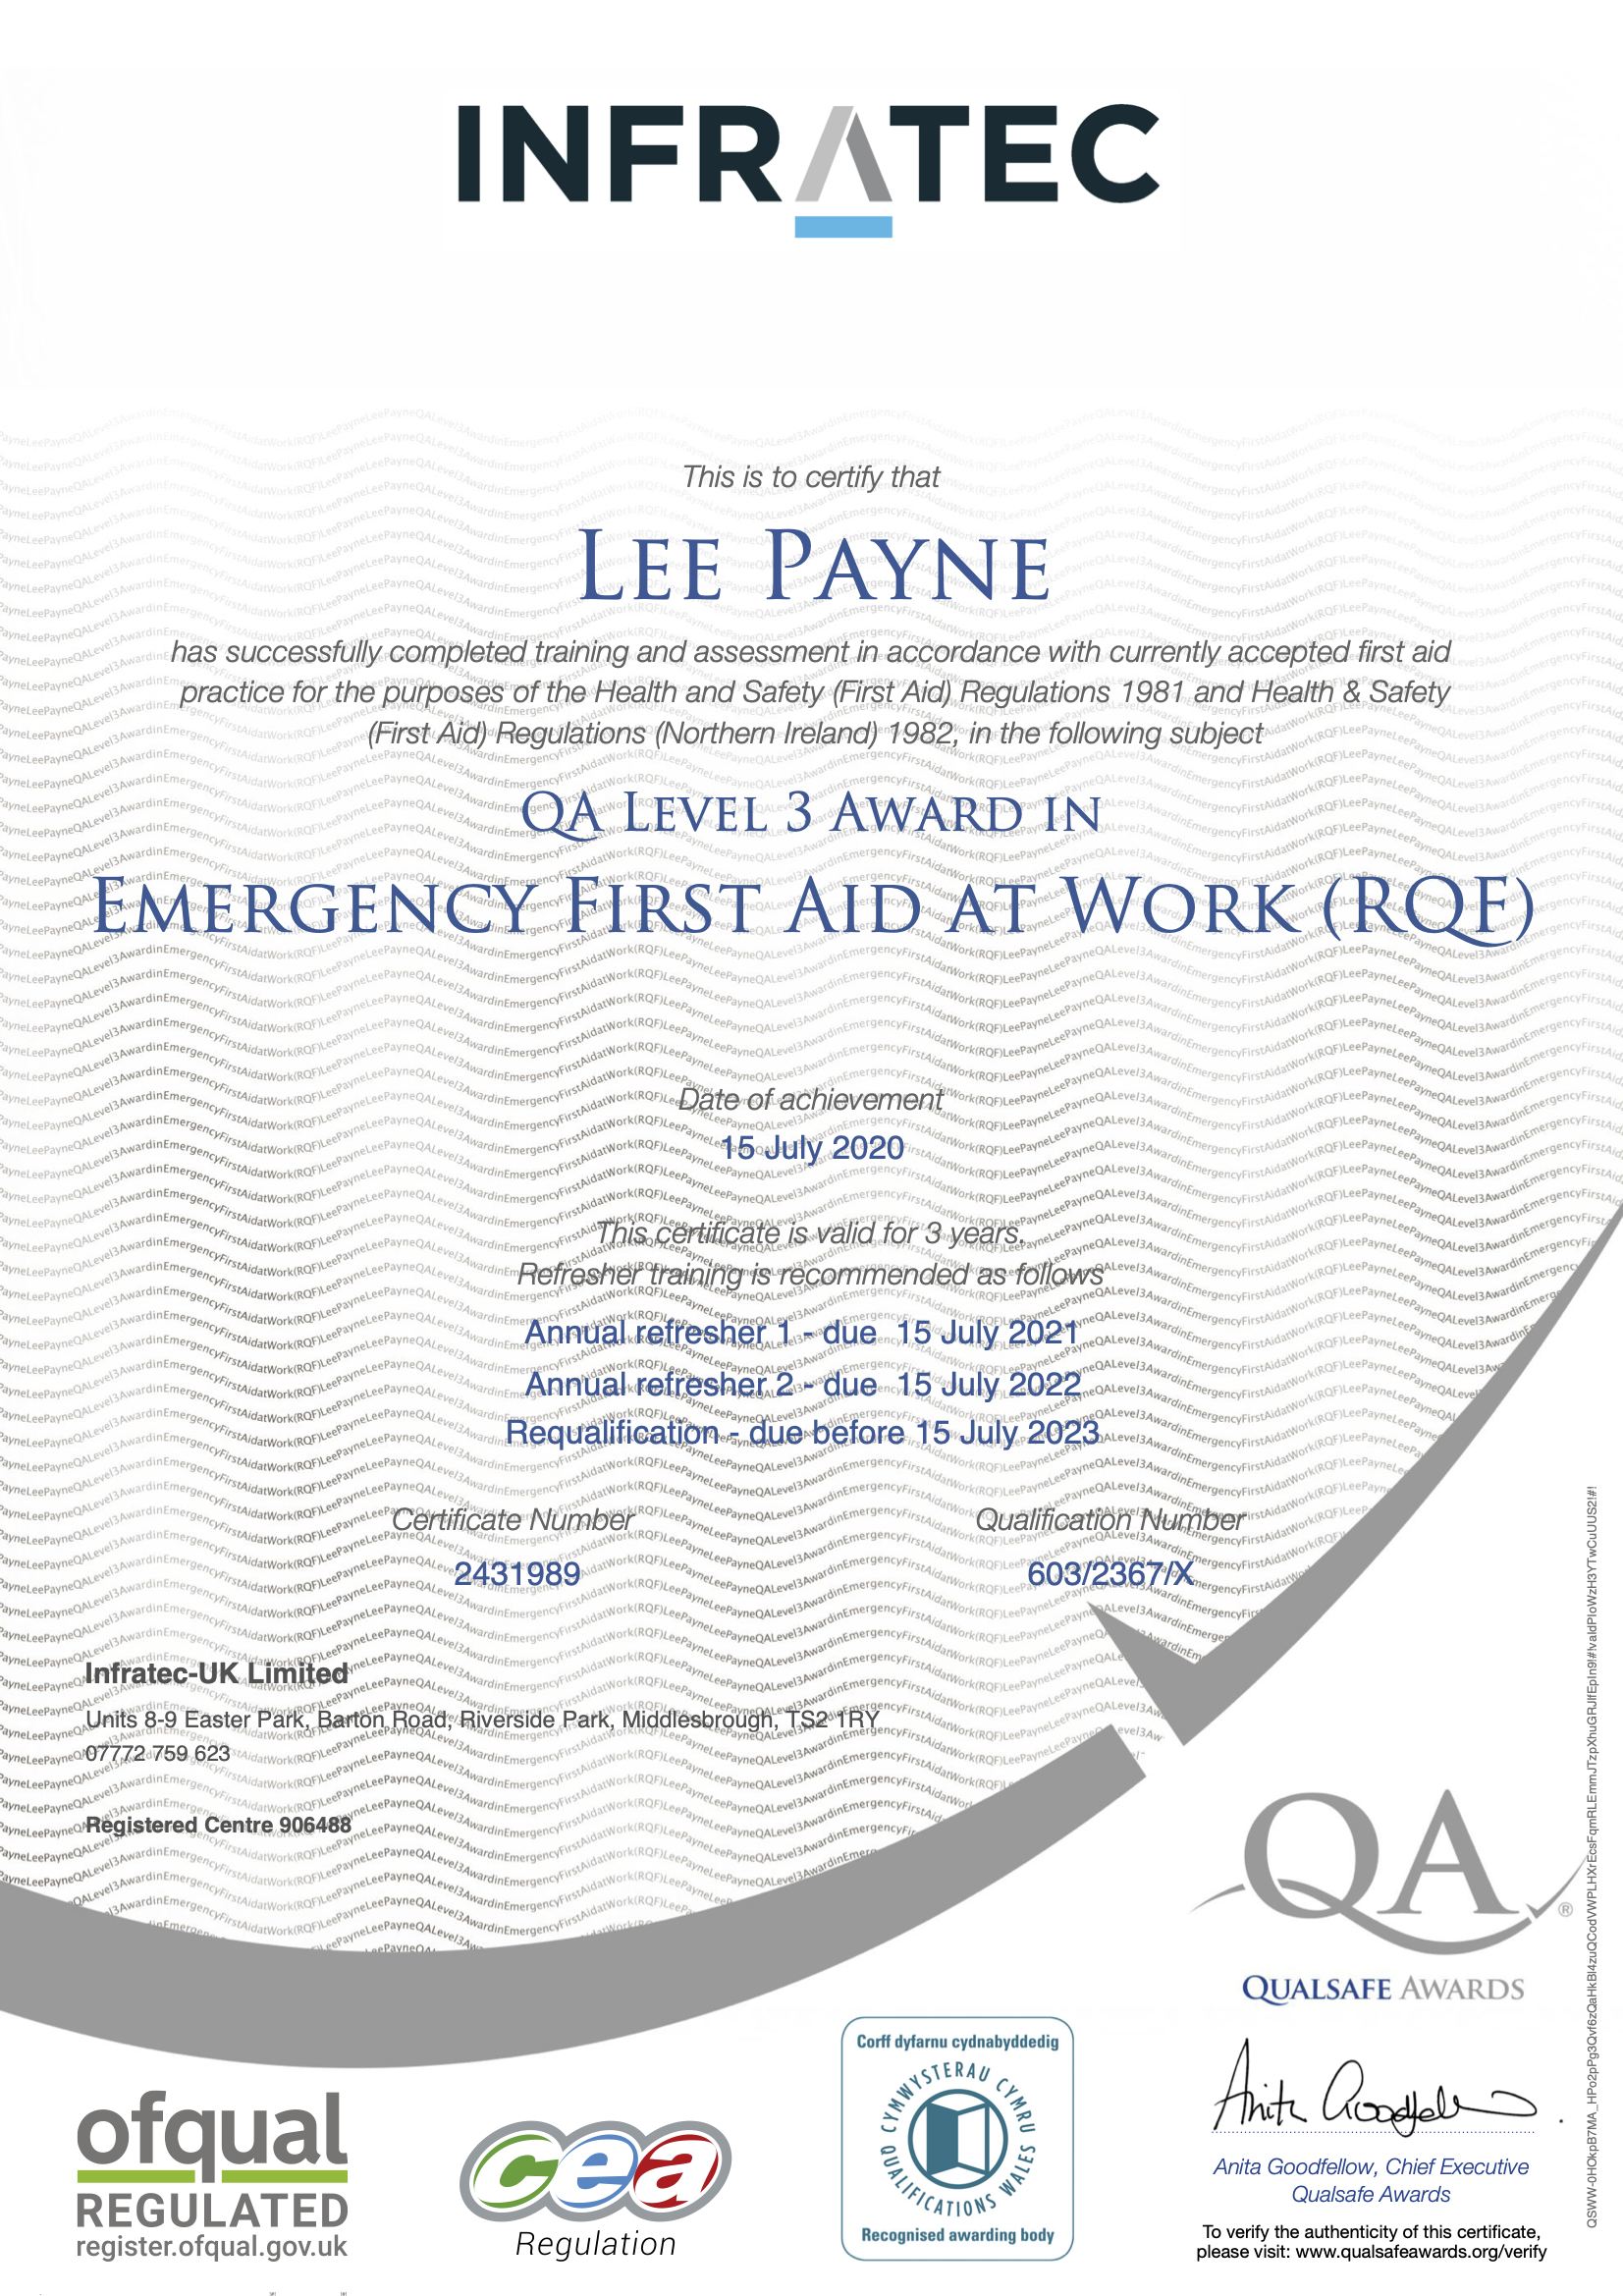 INFRATEC
This is to certify that
LEE PAYNE
has successfully completed training and assessment in accordance with currently accepted first aid
practice for the purposes of the Health and Safety (First Aid) Regulations 1981 and Health & Safety
(First Aid) Regulations (Northern Ireland) 1982, in the following subject
QA LEVEL 3 AWARD IN
EMERGENCY FIRST AID AT WORK (RQF)
Date of achievement
15 July 2020
This certificate is valid for 3 years.
Refresher training is recommended as follows
Annual refresher 1 - due 15 July 2021
Annual refresher 2 - due 15 July 2022
Requalification - due before 15 July 2023
Certificate Number
2431989
Qualification Number
603/2367/X
Infratec-UK Limited
Units 8-9 Easter Park, Barton Road, Riverside Park, Middlesbrough, TS2 1RY
07772 759 623
Registered Centre 906488
QA ®
QUALSAFE AWARDS
ofqual
REGULATED
register.ofqual.gov.uk
cea
Regulation
Corff dyfarnu cydnabyddedig
CYMWYSTERAU CYMRU
QUALIFICATIONS WALES
Recognised awarding body
Anita Goodfellow
Anita Goodfellow, Chief Executive
Qualsafe Awards
To verify the authenticity of this certificate,
please visit: www.qualsafeawards.org/verify